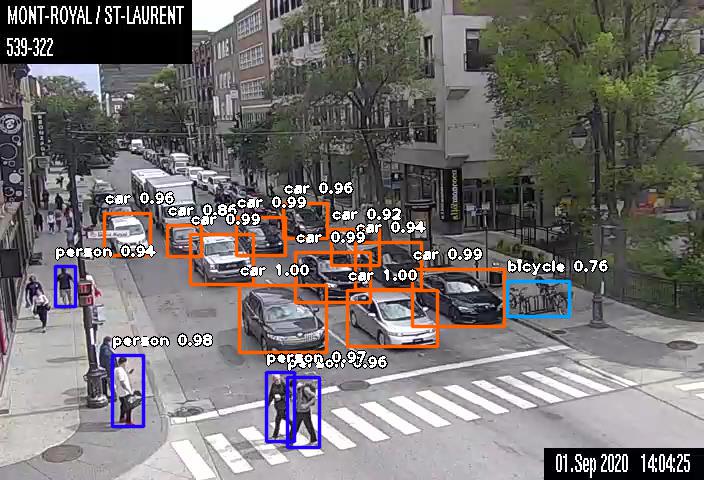 MONT-ROYAL / ST-LAURENT
539-322
car 0.96
car 0.96
car 0.86
car 0.99
car 0.99
car 0.92
car 0.94
car 0.99
car 0.99
person 0.94
car 1.00
car 1.00
bicycle 0.76
person 0.98
person 0.97
person 0.96
01.Sep 2020 14:04:25